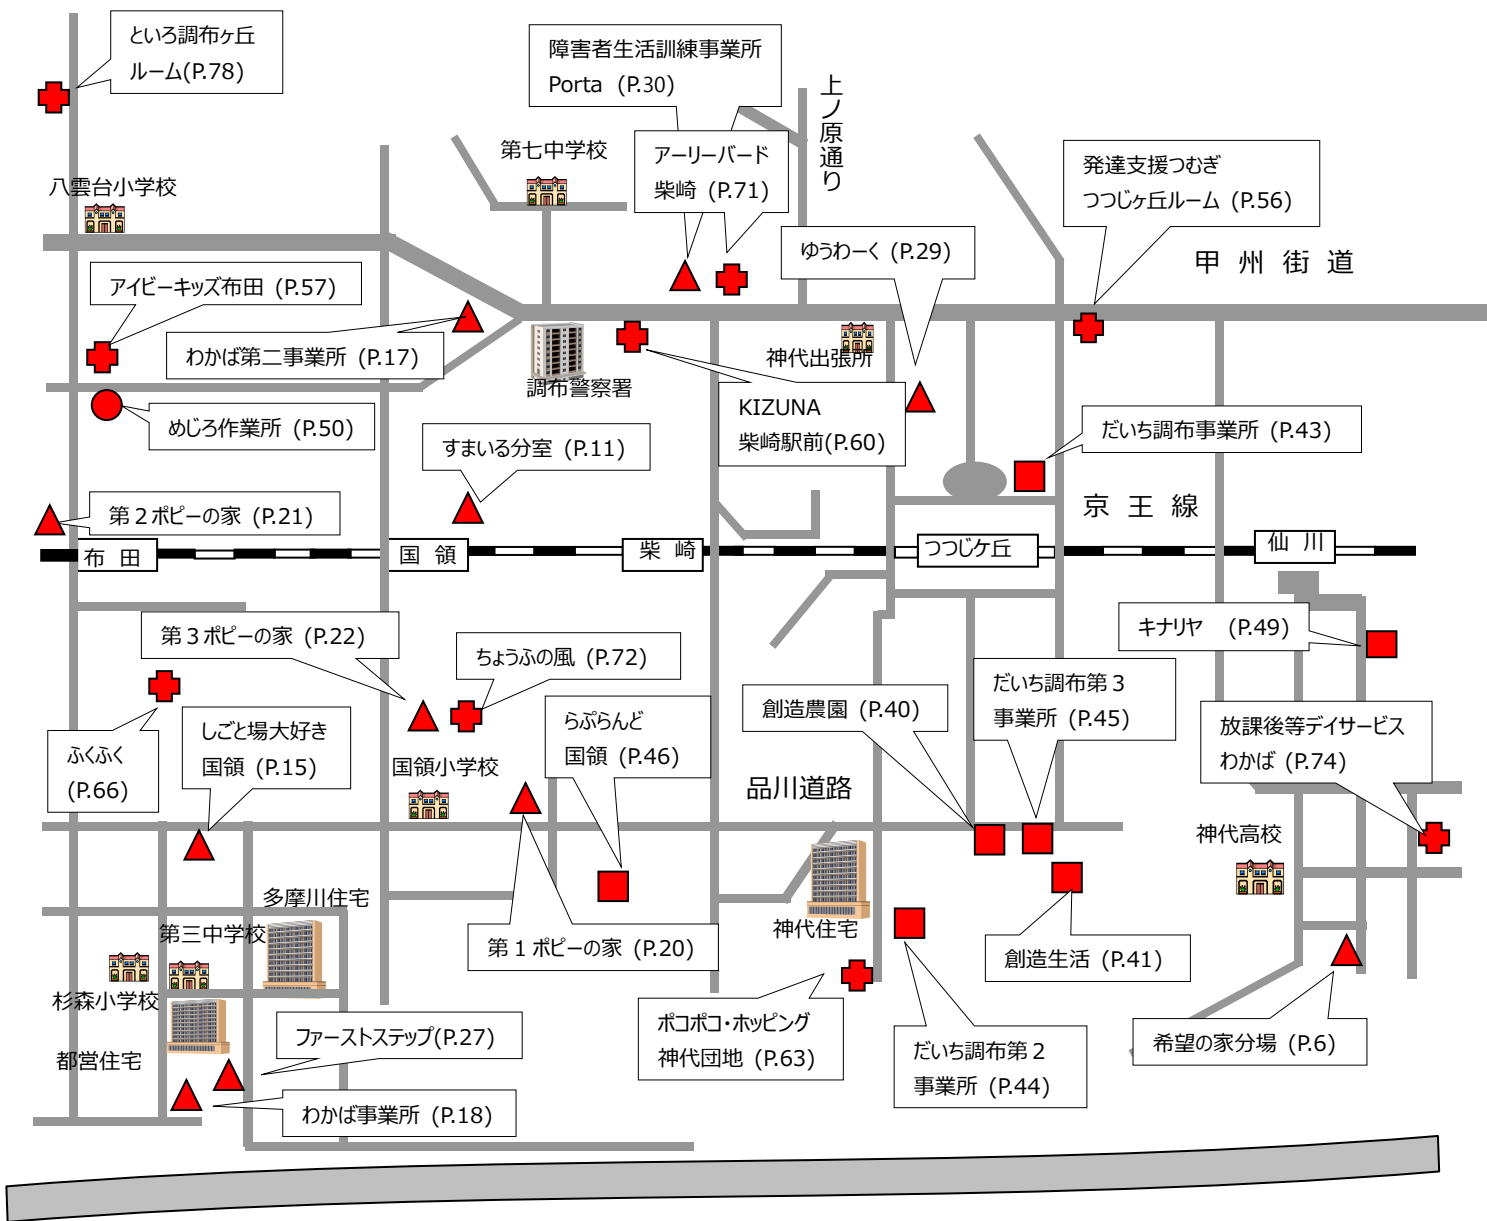 といろ調布ヶ丘
ルーム(P.78)
障害者生活訓練事業所
Porta (P.30)
上ノ原通り
第七中学校
アーリーバード
柴崎 (P.71)
発達支援つむぎ
つつじヶ丘ルーム (P.56)
八雲台小学校
ゆうわーく (P.29)
甲州街道
アイビーキッズ布田 (P.57)
わかば第二事業所 (P.17)
神代出張所
調布警察署
KIZUNA
柴崎駅前(P.60)
めじろ作業所 (P.50)
すまいる分室 (P.11)
だいち調布事業所 (P.43)
第２ポピーの家 (P.21)
京王線
布田
国領
柴崎
つつじケ丘
仙川
第３ポピーの家 (P.22)
ちょうふの風 (P.72)
キナリヤ (P.49)
ふくふく
(P.66)
しごと場大好き
国領 (P.15)
らぷらんど
国領 (P.46)
創造農園 (P.40)
だいち調布第３
事業所 (P.45)
放課後等デイサービス
わかば (P.74)
国領小学校
品川道路
神代高校
多摩川住宅
第三中学校
第１ポピーの家 (P.20)
神代住宅
創造生活 (P.41)
杉森小学校
ファーストステップ(P.27)
ポコポコ・ホッピング
神代団地 (P.63)
だいち調布第２
事業所 (P.44)
希望の家分場 (P.6)
都営住宅
わかば事業所 (P.18)